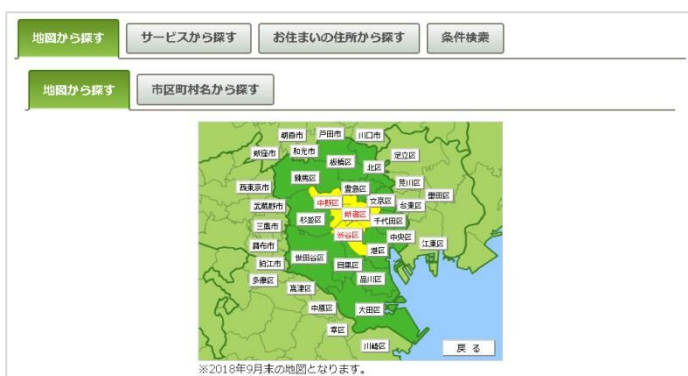 地図から探す
サービスから探す
お住まいの住所から探す
条件検索
地図から探す
市区町村名から探す
朝霞市
戸田市
川口市
新座市
和光市
板橋区
北区
足立区
練馬区
豊島区
荒川区
西東京市
中野区
文京区
台東区
墨田区
武蔵野市
杉並区
新宿区
千代田区
三鷹市
渋谷区
中央区
江東区
調布市
港区
狛江市
世田谷区
目黒区
多摩区
高津区
品川区
中原区
大田区
幸区
川崎区
戻る
※2018年9月末の地図となります。